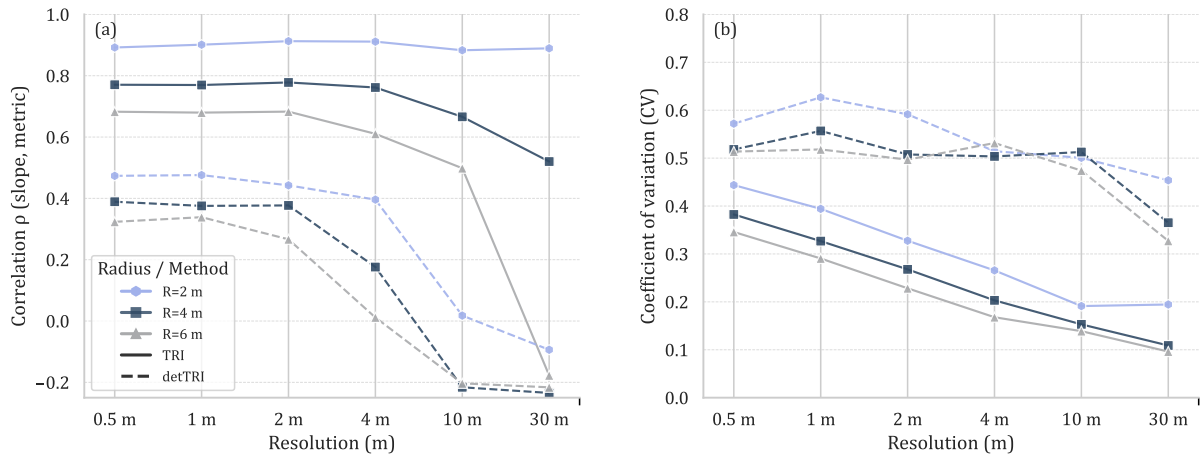 (a)
Correlation ρ (slope, metric)
1.0
0.8
0.6
0.4
0.2
0.0
−0.2
Radius / Method
R=2 m
R=4 m
R=6 m
TRI
detTRI
0.5 m 1 m 2 m 4 m 10 m 30 m
Resolution (m)
(b)
Coefficient of variation (CV)
0.8
0.7
0.6
0.5
0.4
0.3
0.2
0.1
0.0
0.5 m 1 m 2 m 4 m 10 m 30 m
Resolution (m)